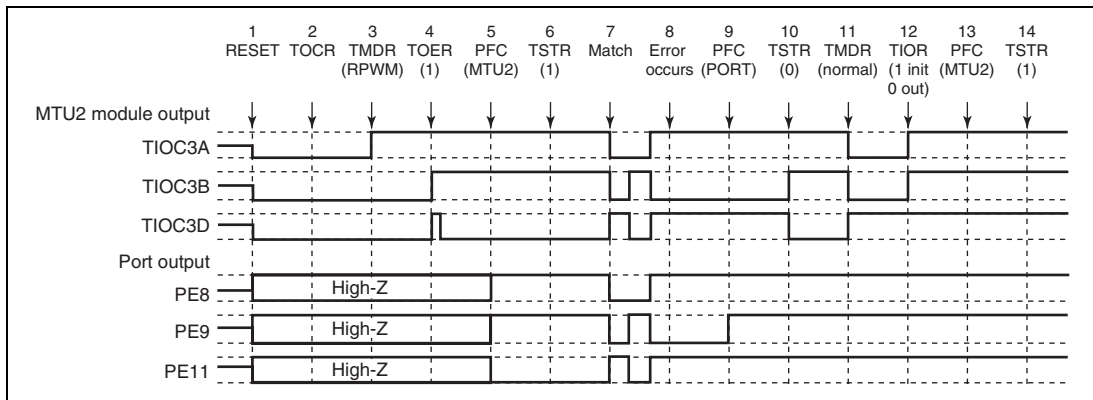 1 2 3 4 5 6 7 8 9 10 11 12 13 14
RESET TOCR TMDR TOER PFC TSTR Match Error PFC TSTR TMDR TIOR PFC TSTR
(RPWM) (1) (MTU2) (1) occurs (PORT) (0) (normal) (1 init (MTU2) (1)
0 out)
MTU2 module output
TIOC3A
TIOC3B
TIOC3D
Port output
PE8 High-Z
PE9 High-Z
PE11 High-Z